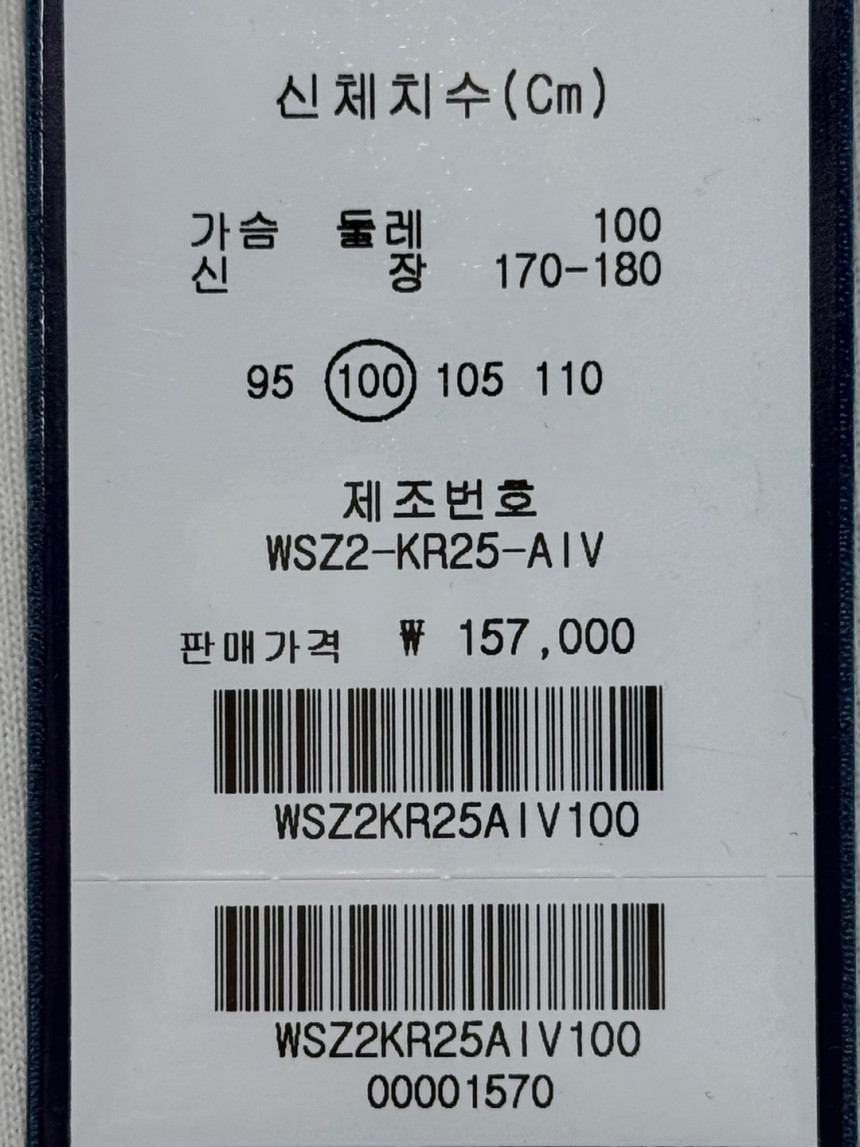 신체치수(Cm)
가슴 둘레 100
신 장 170-180
95 100 105 110
제조번호
WSZ2-KR25-AIV
판매가격 ₩ 157,000
WSZ2KR25AIV100
WSZ2KR25AIV100
00001570